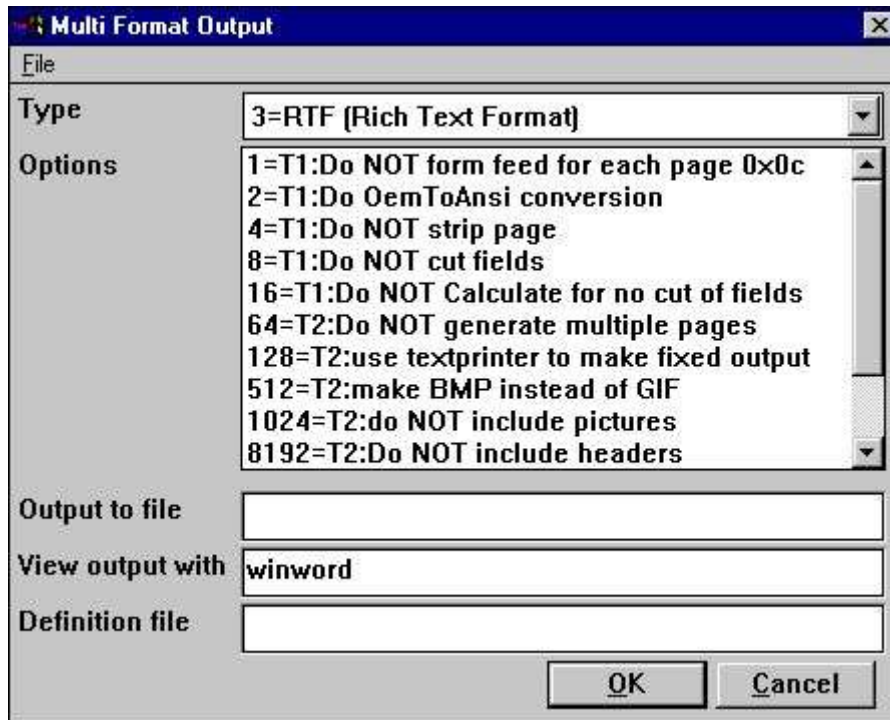 Multi Format Output
File
Type
3=RTF (Rich Text Format)
Options
1=T1:Do NOT form feed for each page 0x0c
2=T1:Do OemToAnsi conversion
4=T1:Do NOT strip page
8=T1:Do NOT cut fields
16=T1:Do NOT Calculate for no cut of fields
64=T2:Do NOT generate multiple pages
128=T2:use textprinter to make fixed output
512=T2:make BMP instead of GIF
1024=T2:do NOT include pictures
8192=T2:Do NOT include headers
Output to file
View output with
winword
Definition file
OK
Cancel